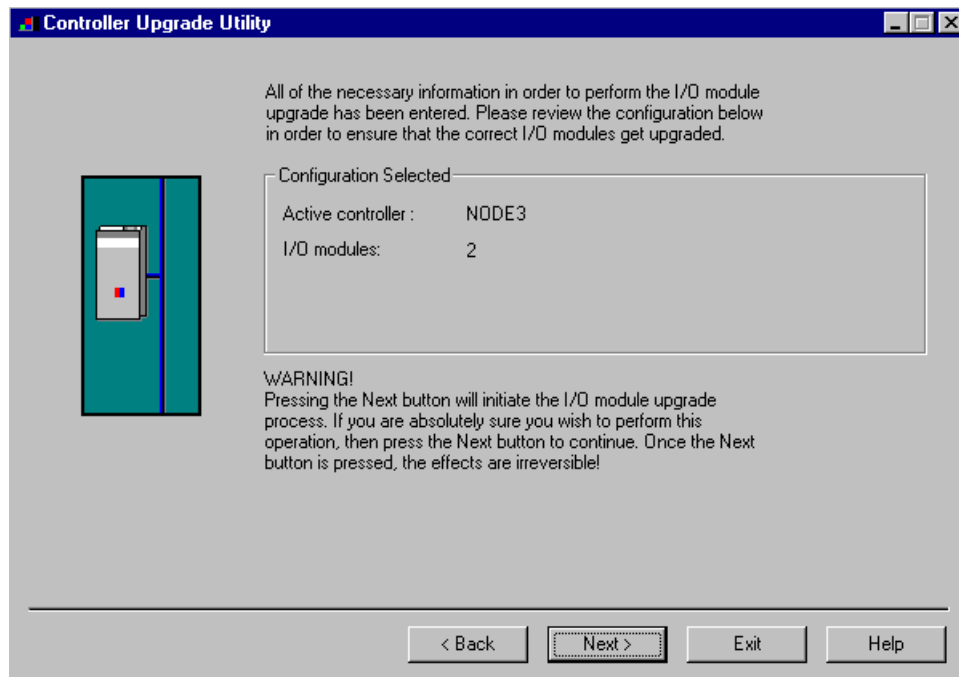 Controller Upgrade Utility
All of the necessary information in order to perform the I/O module
upgrade has been entered. Please review the configuration below
in order to ensure that the correct I/O modules get upgraded.
Configuration Selected
Active controller : NODE3
I/O modules: 2
WARNING!
Pressing the Next button will initiate the I/O module upgrade
process. If you are absolutely sure you wish to perform this
operation, then press the Next button to continue. Once the Next
button is pressed, the effects are irreversible!
< Back Next > Exit Help